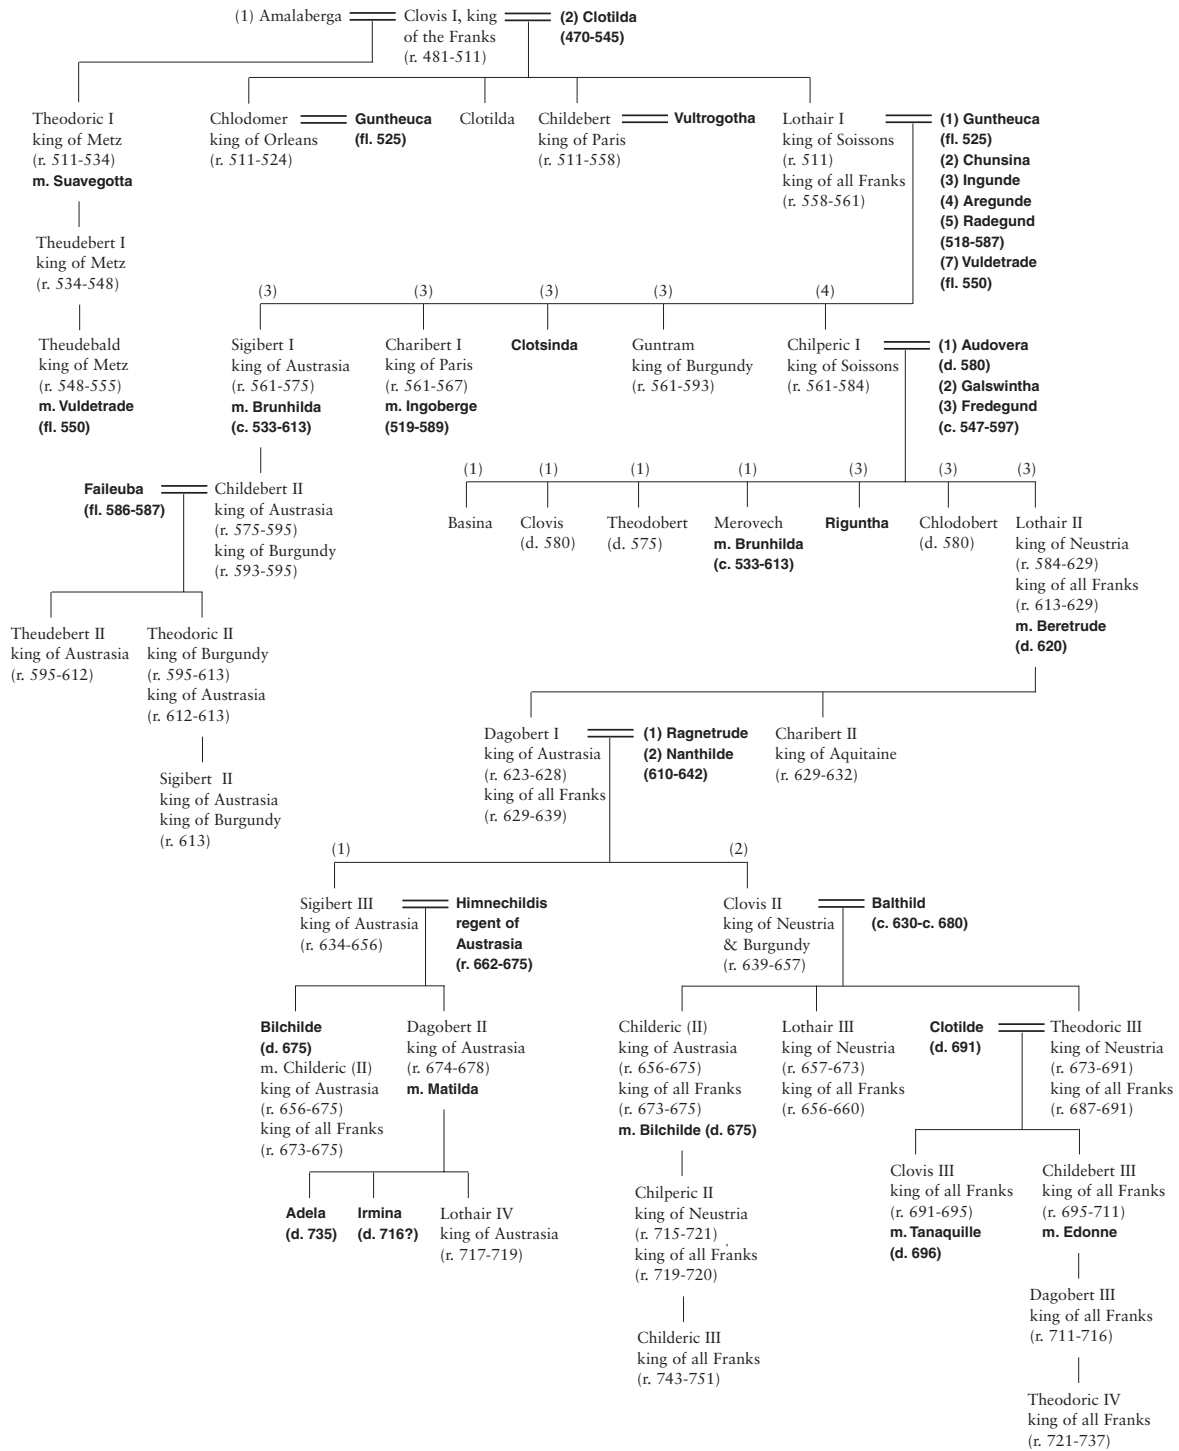 (1) Amalaberga
Clovis I, king
of the Franks
(r. 481-511)
(2) Clotilda
(470-545)
Theodoric I
king of Metz
(r. 511-534)
m. Suavegotta
Chlodomer
king of Orleans
(r. 511-524)
Guntheuca
(fl. 525)
Clotilda
Childebert
king of Paris
(r. 511-558)
Vultrogotha
Lothair I
king of Soissons
(r. 511)
king of all Franks
(r. 558-561)
(1) Guntheuca
(fl. 525)
(2) Chunsina
(3) Ingunde
(4) Aregunde
(5) Radegund
(518-587)
(7) Vuldetrade
(fl. 550)
Theudebert I
king of Metz
(r. 534-548)
(3)
(3)
(3)
(3)
(4)
Theudebald
king of Metz
(r. 548-555)
m. Vuldetrade
(fl. 550)
Sigibert I
king of Austrasia
(r. 561-575)
m. Brunhilda
(c. 533-613)
Charibert I
king of Paris
(r. 561-567)
m. Ingoberge
(519-589)
Clotsinda
Guntram
king of Burgundy
(r. 561-593)
Chilperic I
king of Soissons
(r. 561-584)
(1) Audovera
(d. 580)
(2) Galswintha
(3) Fredegund
(c. 547-597)
(1)
(1)
(1)
(1)
(3)
(3)
(3)
Faileuba
(fl. 586-587)
Childebert II
king of Austrasia
(r. 575-595)
king of Burgundy
(r. 593-595)
Basina
Clovis
(d. 580)
Theodobert
(d. 575)
Merovech
m. Brunhilda
(c. 533-613)
Riguntha
Chlodobert
(d. 580)
Lothair II
king of Neustria
(r. 584-629)
king of all Franks
(r. 613-629)
m. Beretrude
(d. 620)
Theudebert II
king of Austrasia
(r. 595-612)
Theodoric II
king of Burgundy
(r. 595-613)
king of Austrasia
(r. 612-613)
Dagobert I
king of Austrasia
(r. 623-628)
king of all Franks
(r. 629-639)
(1) Ragnetrude
(2) Nanthilde
(610-642)
Charibert II
king of Aquitaine
(r. 629-632)
Sigibert II
king of Austrasia
king of Burgundy
(r. 613)
(1)
(2)
Sigibert III
king of Austrasia
(r. 634-656)
Himnechildis
regent of
Austrasia
(r. 662-675)
Clovis II
king of Neustria
& Burgundy
(r. 639-657)
Balthild
(c. 630-c. 680)
Bilchilde
(d. 675)
m. Childeric (II)
king of Austrasia
(r. 656-675)
king of all Franks
(r. 673-675)
Dagobert II
king of Austrasia
(r. 674-678)
m. Matilda
Childeric (II)
king of Austrasia
(r. 656-675)
king of all Franks
(r. 673-675)
m. Bilchilde (d. 675)
Lothair III
king of Neustria
(r. 657-673)
king of all Franks
(r. 656-660)
Clotilde
(d. 691)
Theodoric III
king of Neustria
(r. 673-691)
king of all Franks
(r. 687-691)
Adela
(d. 735)
Irmina
(d. 716?)
Lothair IV
king of Austrasia
(r. 717-719)
Chilperic II
king of Neustria
(r. 715-721)
king of all Franks
(r. 719-720)
Clovis III
king of all Franks
(r. 691-695)
m. Tanaquille
(d. 696)
Childebert III
king of all Franks
(r. 695-711)
m. Edonne
Childeric III
king of all Franks
(r. 743-751)
Dagobert III
king of all Franks
(r. 711-716)
Theodoric IV
king of all Franks
(r. 721-737)